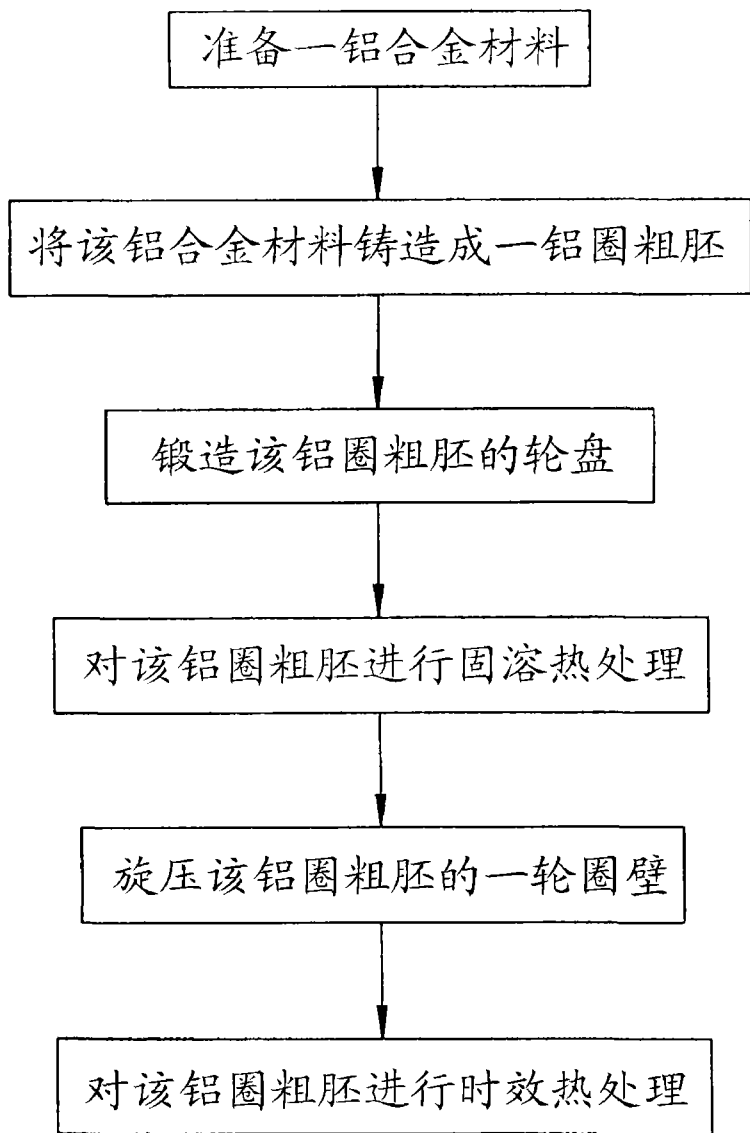 准备一铝合金材料
将该铝合金材料铸造成一铝圈粗胚
锻造该铝圈粗胚的轮盘
对该铝圈粗胚进行固溶热处理
旋压该铝圈粗胚的一轮圈壁
对该铝圈粗胚进行时效热处理